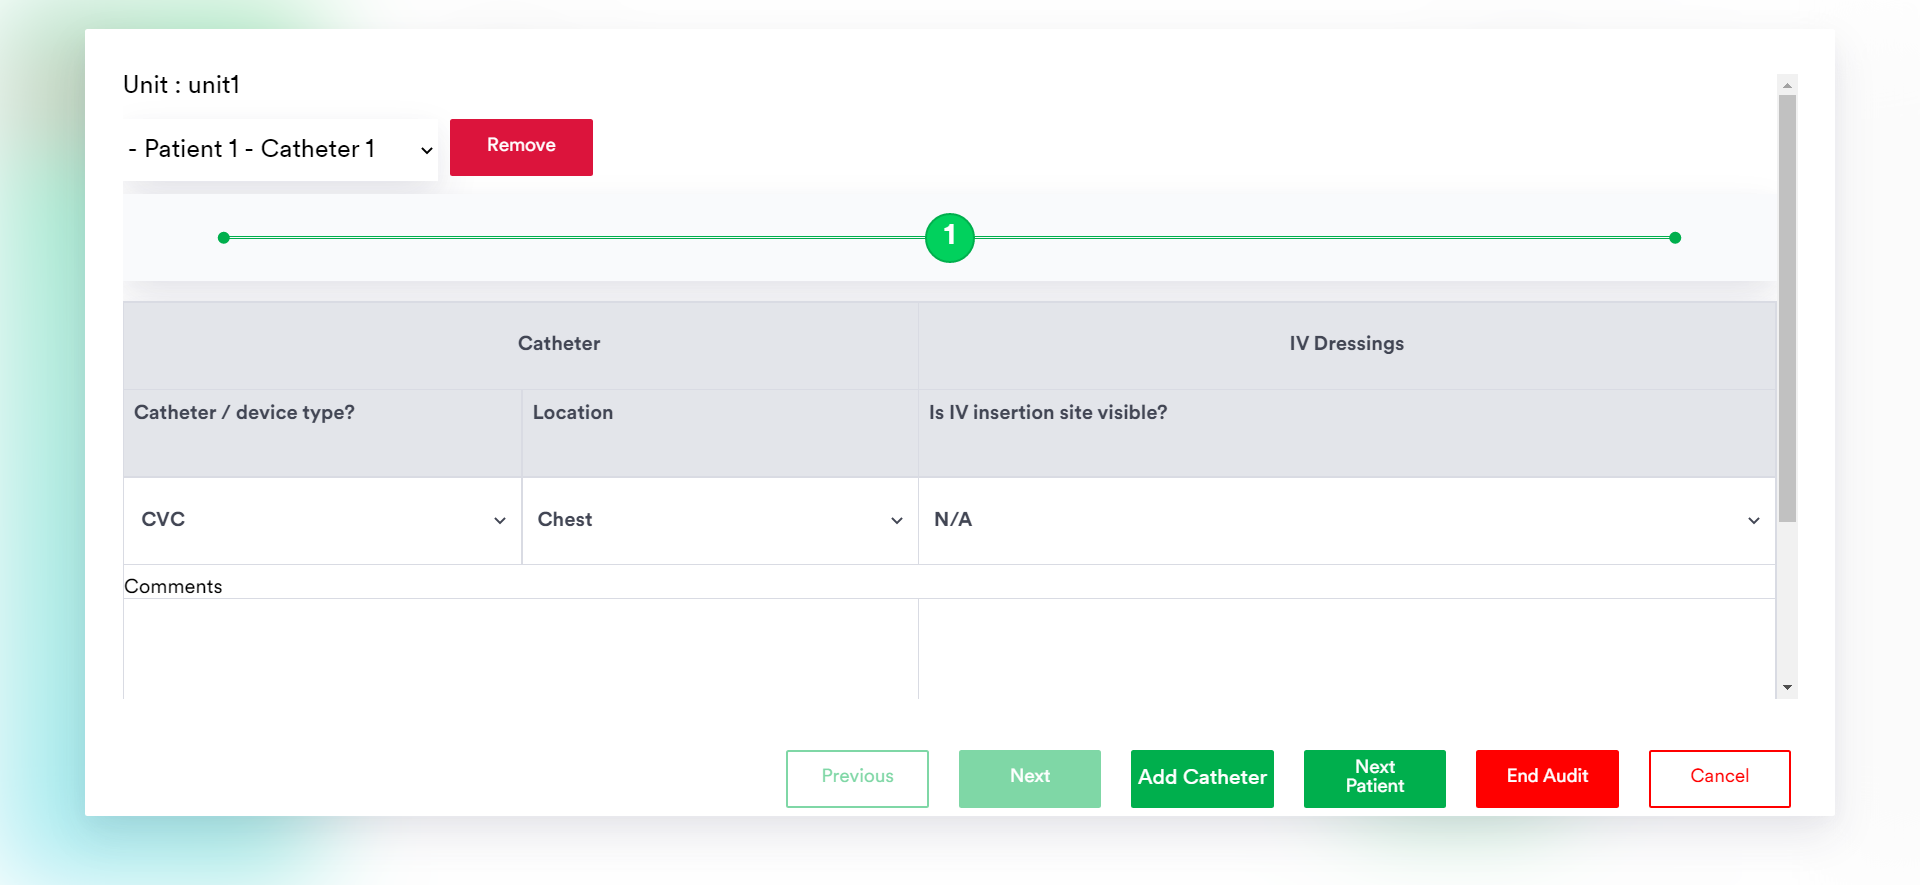 Unit : unit1
- Patient 1 - Catheter 1
Remove
1
Catheter
IV Dressings
Catheter / device type?
Location
Is IV insertion site visible?
CVC
Chest
N/A
Comments
Previous
Next
Add Catheter
Next
Patient
End Audit
Cancel